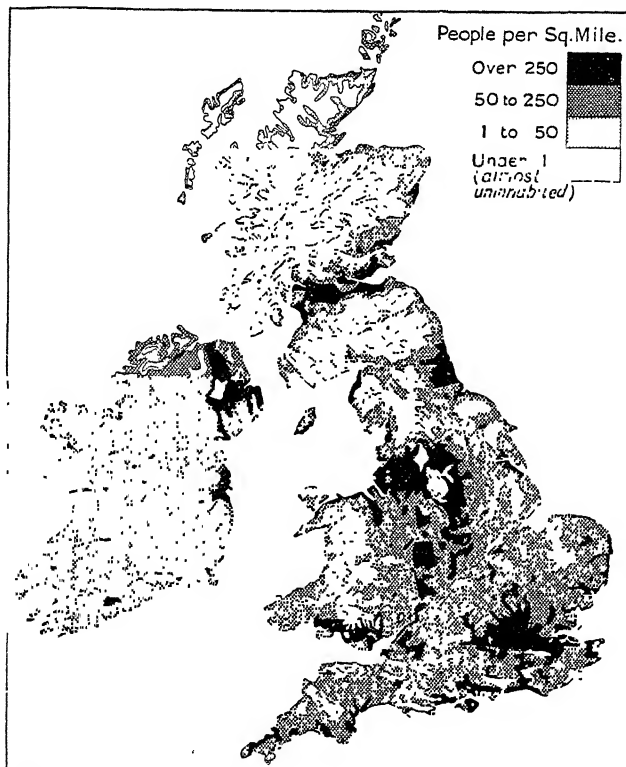 People per Sq. Mile.
Over 250
50 to 250
1 to 50
Under 1
(almost
uninhabited)